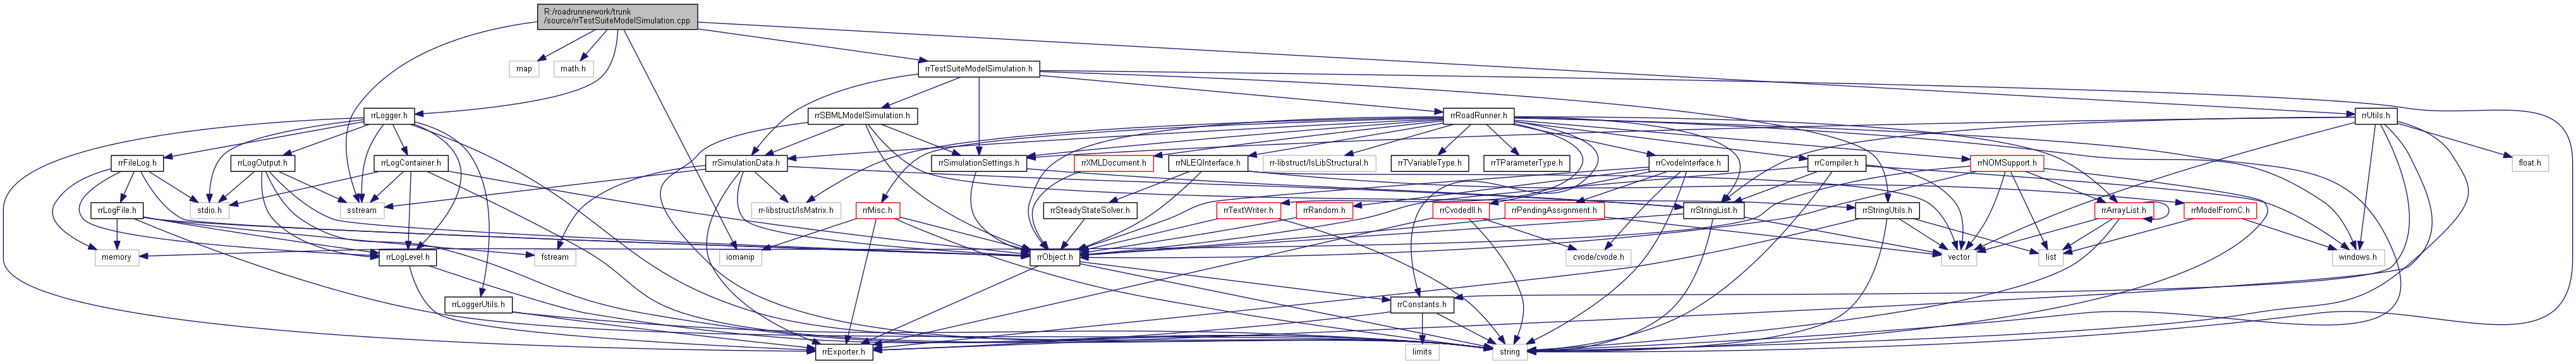 R:/roadrunnerwork/trunk
/source/rrTestSuiteModelSimulation.cpp
map
math.h
rrTestSuiteModelSimulation.h
rrLogger.h
rrSBMLModelSimulation.h
rrRoadRunner.h
rrUtils.h
rrFileLog.h
rrLogOutput.h
rrLogContainer.h
rrSimulationData.h
rrSimulationSettings.h
rrXMLDocument.h
rrNLEQInterface.h
rr-libstruct/lsLibStructural.h
rrTVariableType.h
rrTParameterType.h
rrCvodeInterface.h
rrCompiler.h
rrNOMSupport.h
float.h
rrLogFile.h
stdio.h
sstream
rr-libstruct/lsMatrix.h
rrMisc.h
rrSteadyStateSolver.h
rrTextWriter.h
rrRandom.h
rrCvodedll.h
rrPendingAssignment.h
rrStringList.h
rrStringUtils.h
rrArrayList.h
rrModelFromC.h
memory
rrLogLevel.h
fstream
iomanip
rrObject.h
cvode/cvode.h
vector
list
windows.h
rrLoggerUtils.h
rrConstants.h
rrExporter.h
limits
string